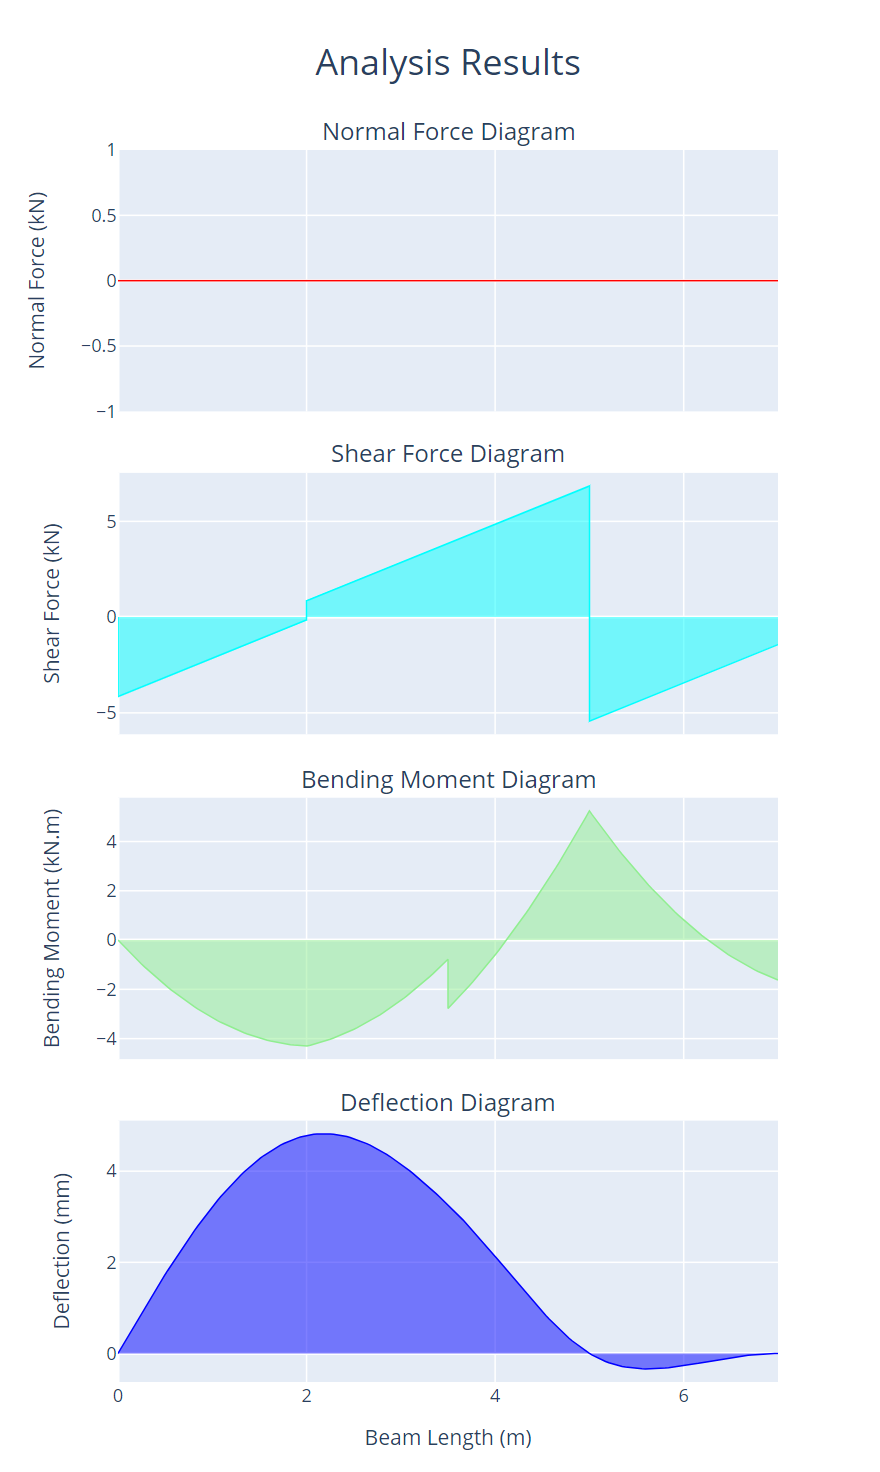 Analysis Results
Normal Force Diagram
Normal Force (kN)
1
0.5
0
−0.5
−1
Shear Force Diagram
Shear Force (kN)
5
0
−5
Bending Moment Diagram
Bending Moment (kN.m)
4
2
0
−2
−4
Deflection Diagram
Deflection (mm)
4
2
0
0 2 4 6
Beam Length (m)